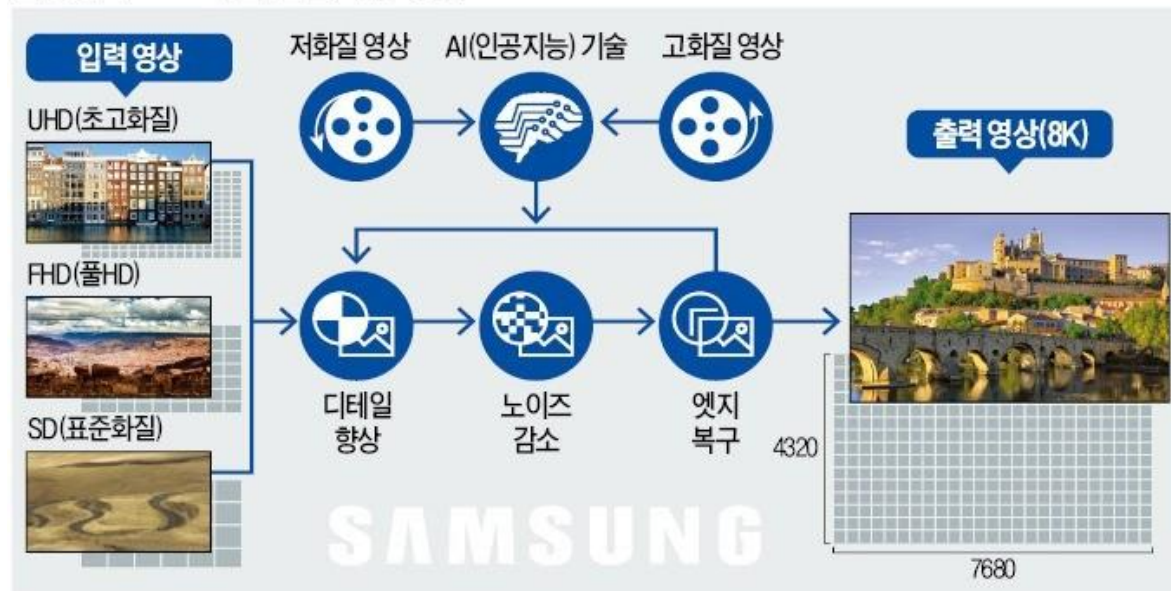 입력 영상
UHD(초고화질)
FHD(풀HD)
SD(표준화질)
저화질 영상
AI(인공지능) 기술
고화질 영상
디테일
향상
노이즈
감소
엣지
복구
출력 영상(8K)
4320
7680
SAMSUNG